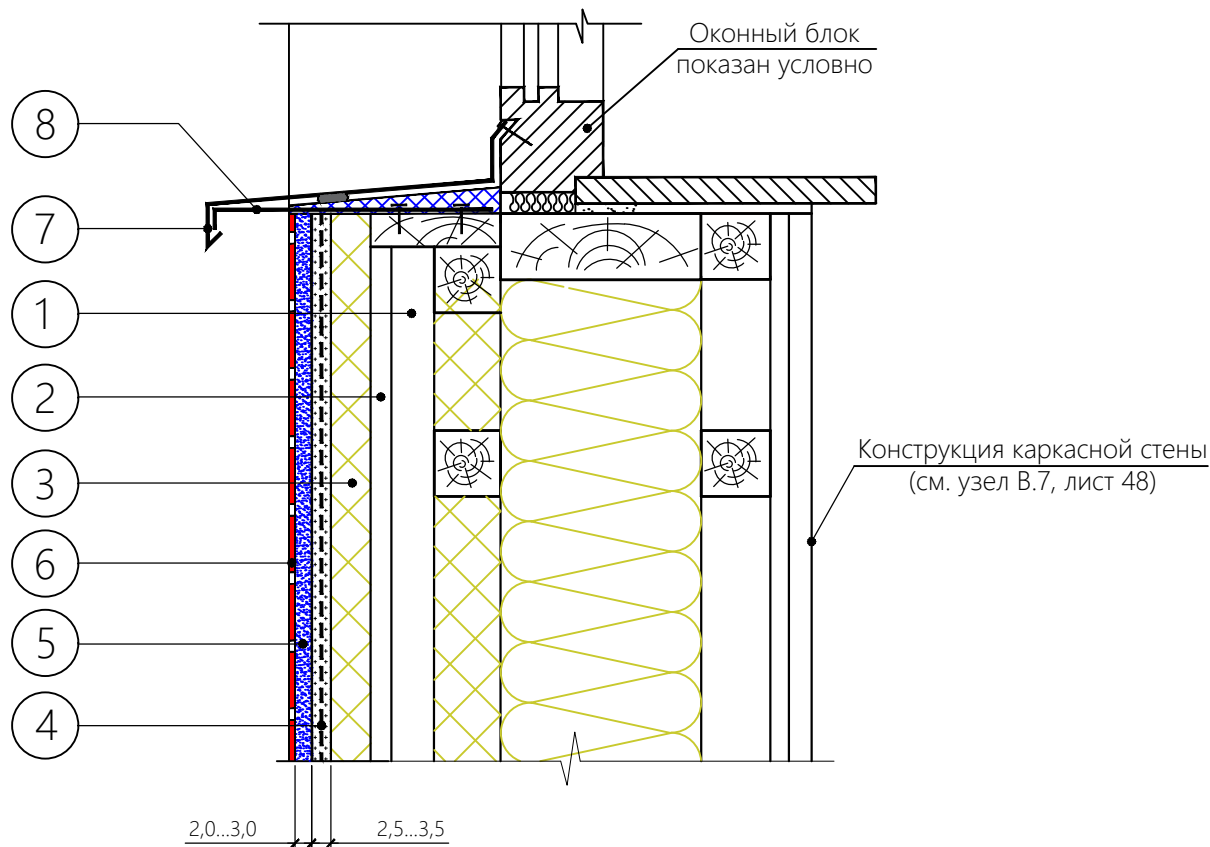 Оконный блок
показан условно
8
7
1
2
3
6
5
4
Конструкция каркасной стены
(см. узел В.7, лист 48)
2,0...3,0
2,5...3,5